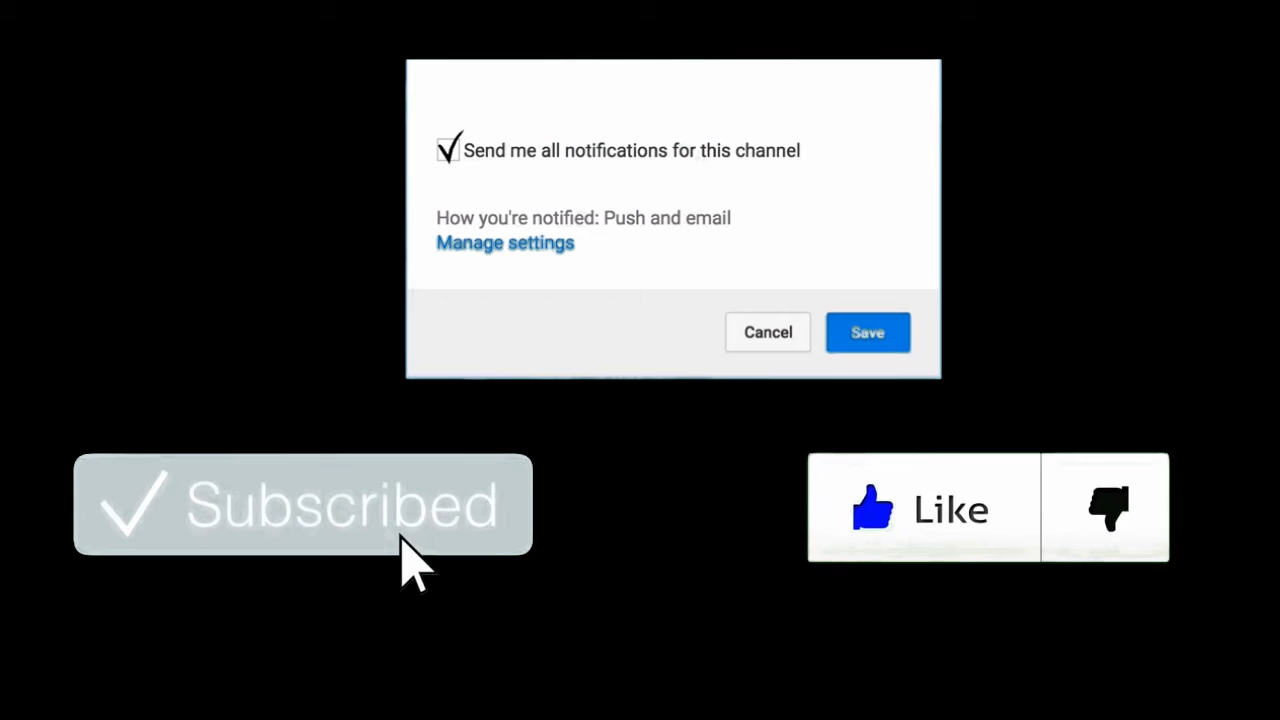 Send me all notifications for this channel
How you're notified: Push and email
Manage settings
Cancel
Save
Subscribed
Like